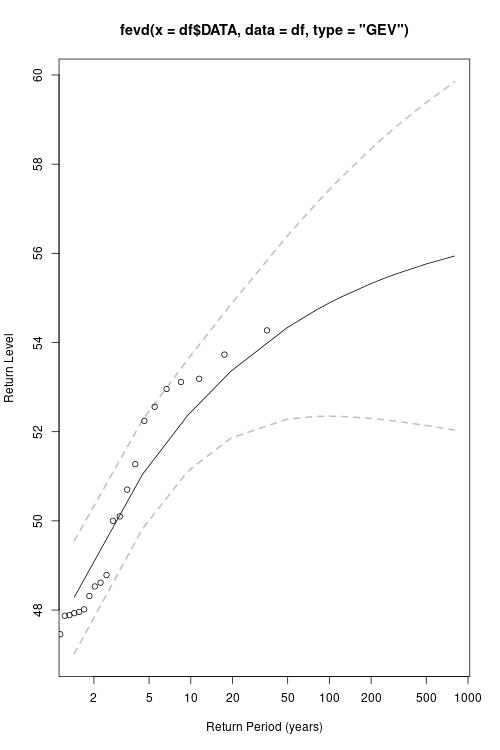 fevd(x = df$DATA, data = df, type = "GEV")
60
58
56
54
52
50
48
Return Level
2 5 10 20 50 100 200 500 1000
Return Period (years)